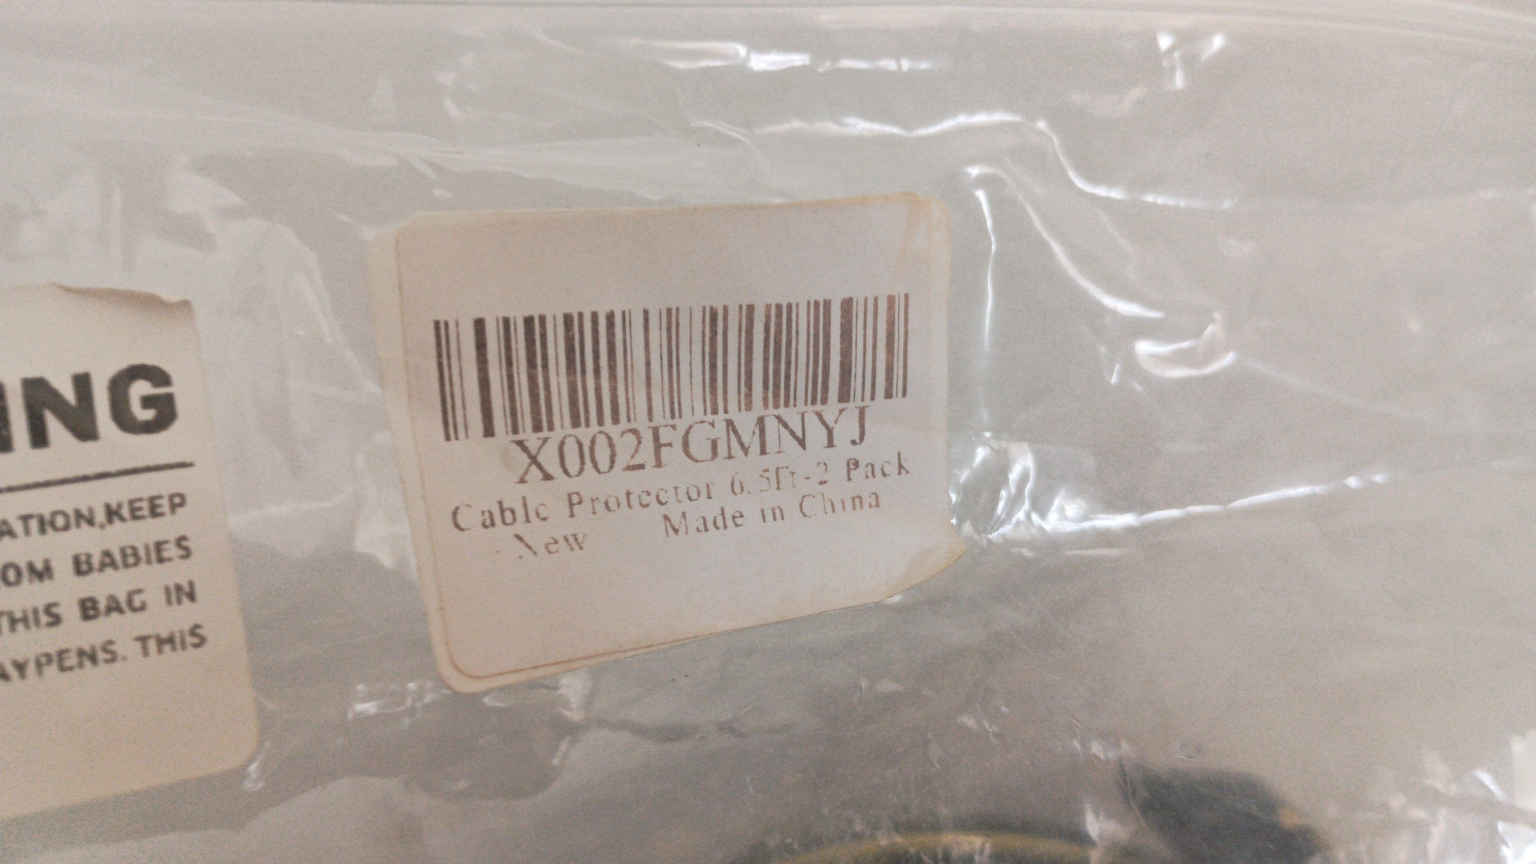 ING
ATION,KEEP
OM BABIES
THIS BAG IN
AYPENS. THIS
X002FGMNYJ
Cable Protector 6.5ft-2 Pack
- New Made in China